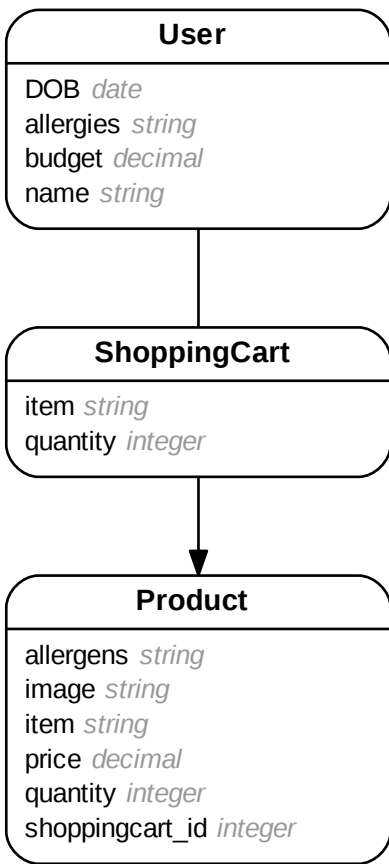 User
DOB date
allergies string
budget decimal
name string
ShoppingCart
item string
quantity integer
Product
allergens string
image string
item string
price decimal
quantity integer
shoppingcart_id integer